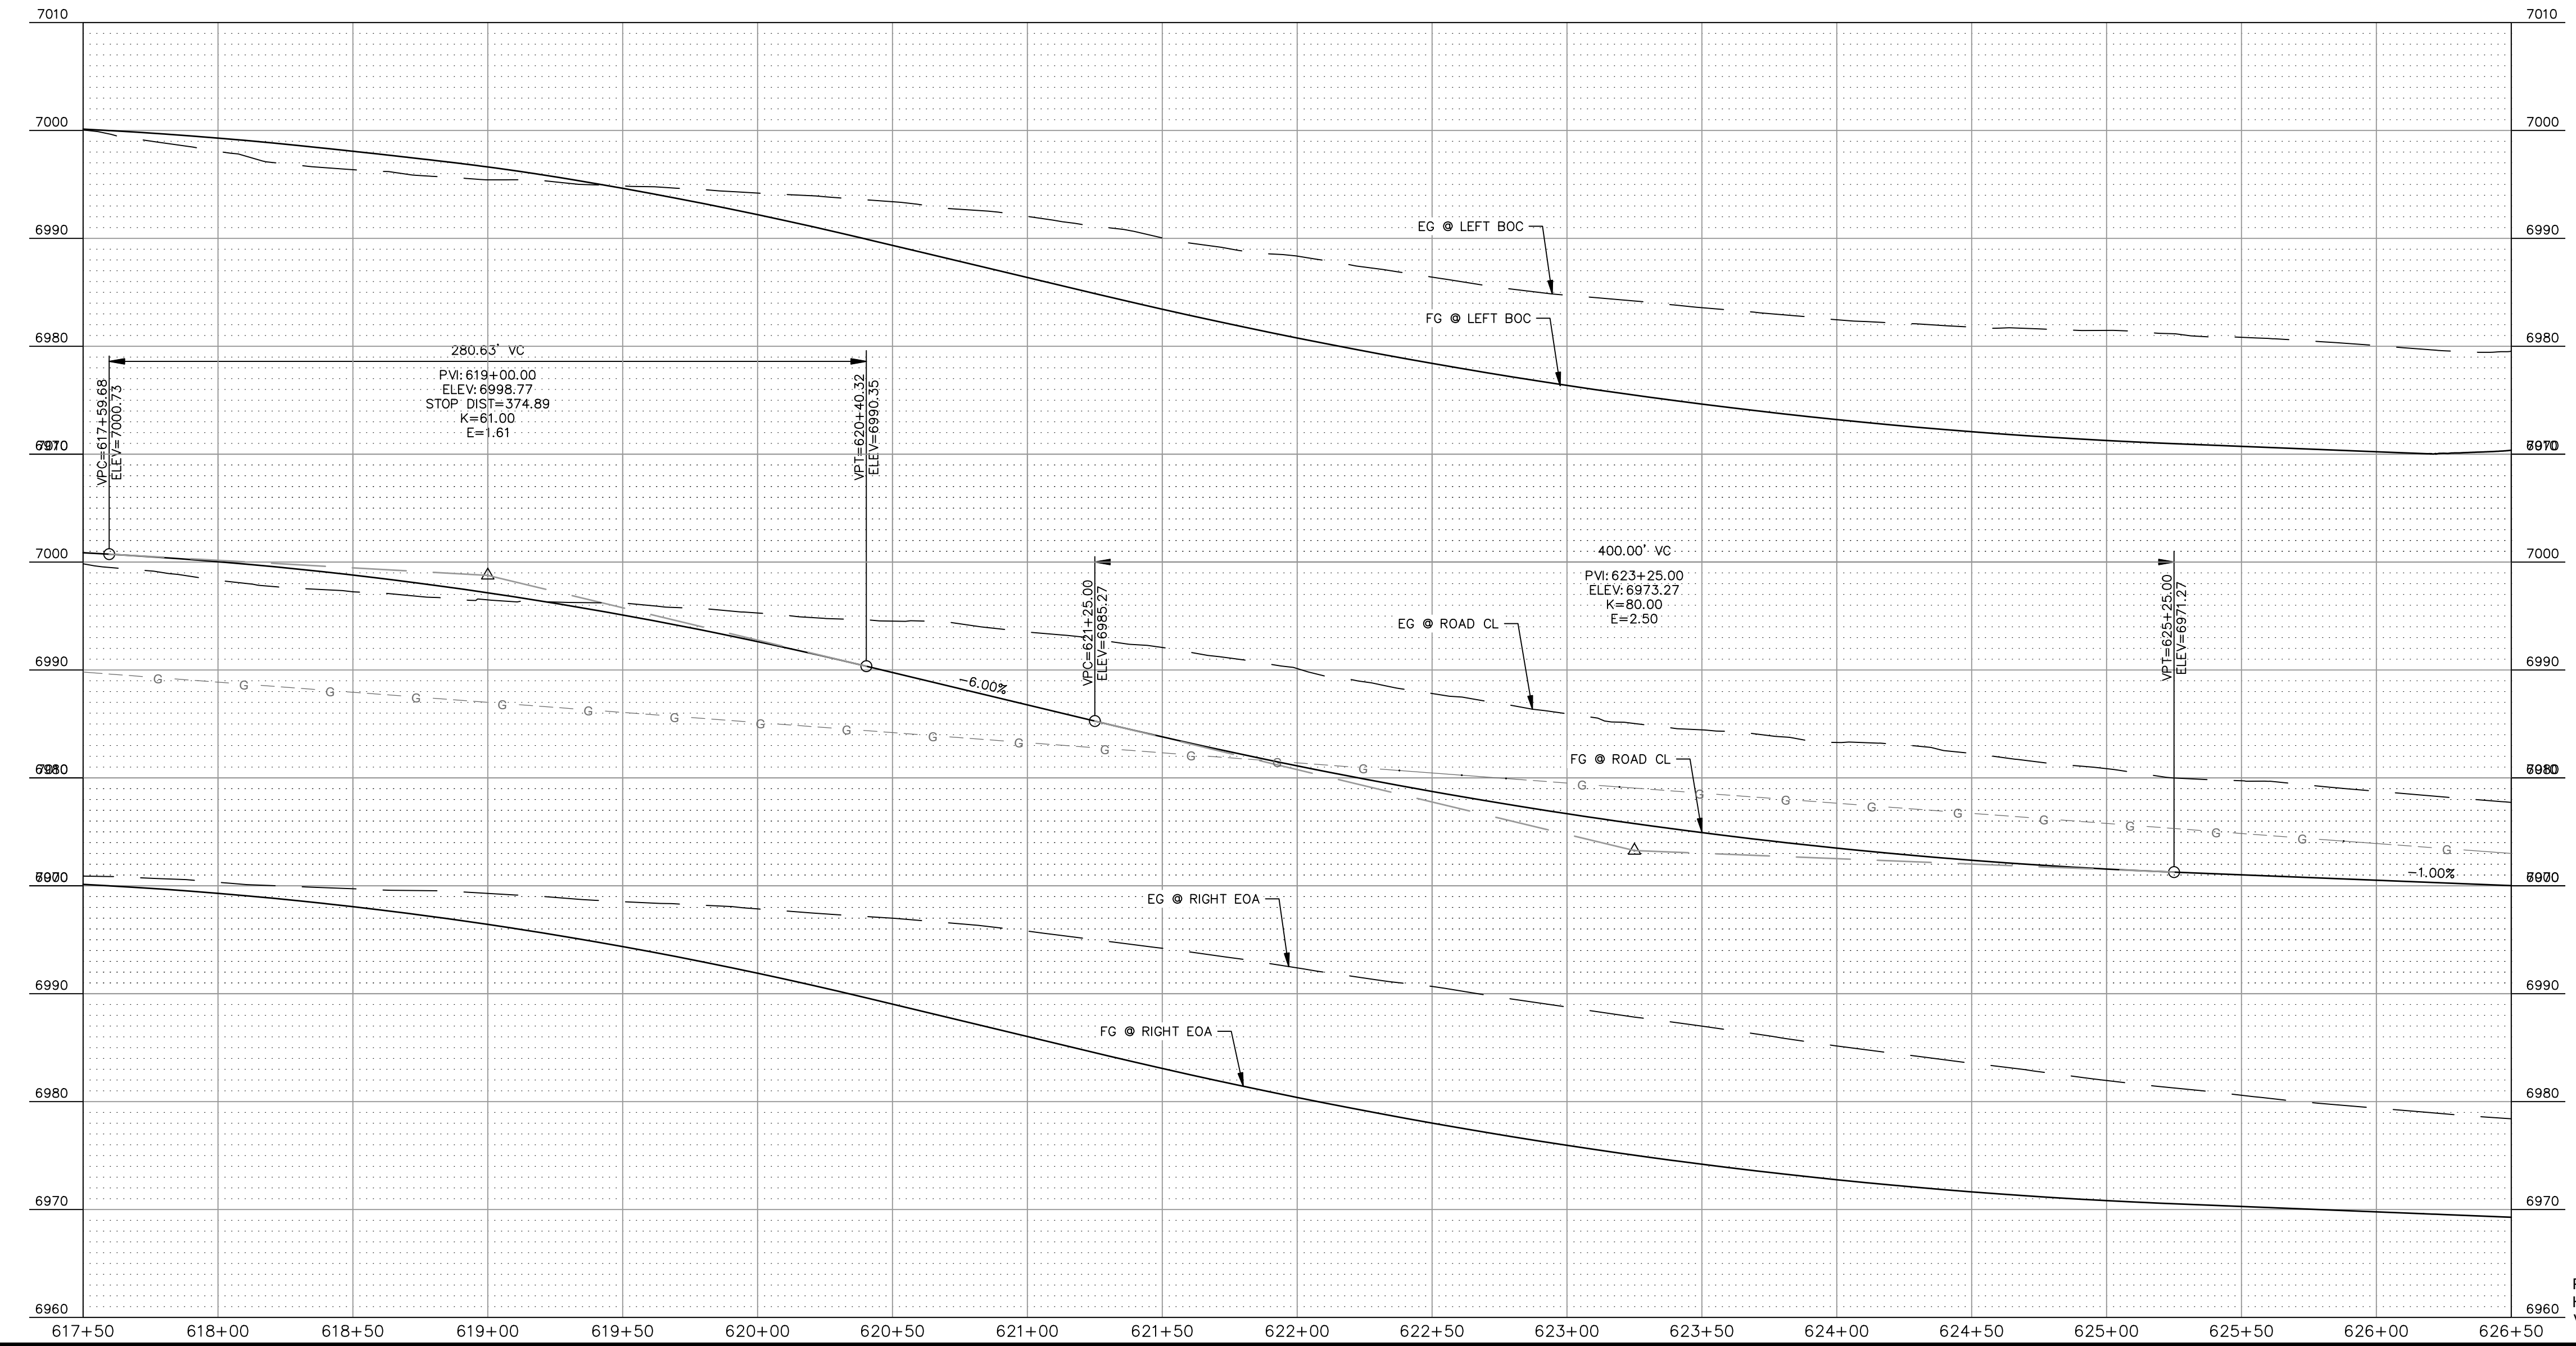 7010
7010
7000
7000
6990
6990
EG @ LEFT BOC
FG @ LEFT BOC
6980
6980
280.63' VC
PVI: 619+00.00
ELEV: 6998.77
STOP DIST=374.89
K=61.00
E=1.61
VPC=617+59.68
ELEV=7000.73
VPT=620+40.32
ELEV=6990.35
6970
6970
7000
7000
400.00' VC
PVI: 623+25.00
ELEV: 6973.27
K=80.00
E=2.50
VPC=621+25.00
ELEV=6985.27
VPT=625+25.00
ELEV=6971.27
EG @ ROAD CL
6990
6990
-6.00%
G G G G G G G G G G G G G G G G G G G G G G G G G G G
FG @ ROAD CL
6980
6980
-1.00%
6970
6970
EG @ RIGHT EOA
6990
6990
FG @ RIGHT EOA
6980
6980
6970
6970
6960
6960
617+50 618+00 618+50 619+00 619+50 620+00 620+50 621+00 621+50 622+00 622+50 623+00 623+50 624+00 624+50 625+00 625+50 626+00 626+50